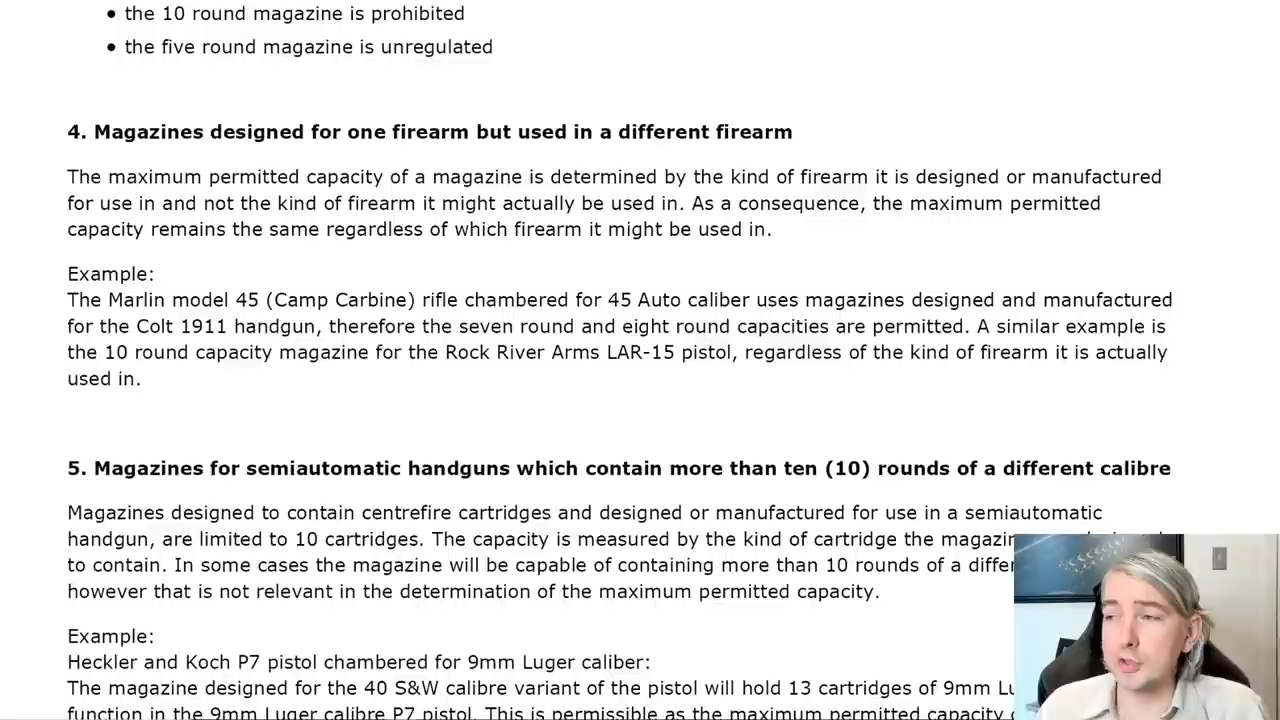 • the 10 round magazine is prohibited
• the five round magazine is unregulated
4. Magazines designed for one firearm but used in a different firearm
The maximum permitted capacity of a magazine is determined by the kind of firearm it is designed or manufactured
for use in and not the kind of firearm it might actually be used in. As a consequence, the maximum permitted
capacity remains the same regardless of which firearm it might be used in.
Example:
The Marlin model 45 (Camp Carbine) rifle chambered for 45 Auto caliber uses magazines designed and manufactured
for the Colt 1911 handgun, therefore the seven round and eight round capacities are permitted. A similar example is
the 10 round capacity magazine for the Rock River Arms LAR-15 pistol, regardless of the kind of firearm it is actually
used in.
5. Magazines for semiautomatic handguns which contain more than ten (10) rounds of a different calibre
Magazines designed to contain centrefire cartridges and designed or manufactured for use in a semiautomatic
handgun, are limited to 10 cartridges. The capacity is measured by the kind of cartridge the
to contain. In some cases the magazine will be capable of containing more than 10 rounds of a
however that is not relevant in the determination of the maximum permitted capacity.
Example:
Heckler and Koch P7 pistol chambered for 9mm Luger caliber:
The magazine designed for the 40 S&W calibre variant of the pistol will hold 13 cartridges of 9mm
function in the 9mm Luger calibre P7 pistol. This is permissible as the maximum permitted capacity